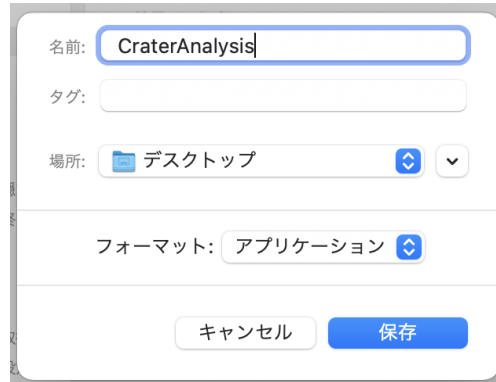 名前: CraterAnalysis
タグ:
場所: デスクトップ
フォーマット: アプリケーション
キャンセル 保存